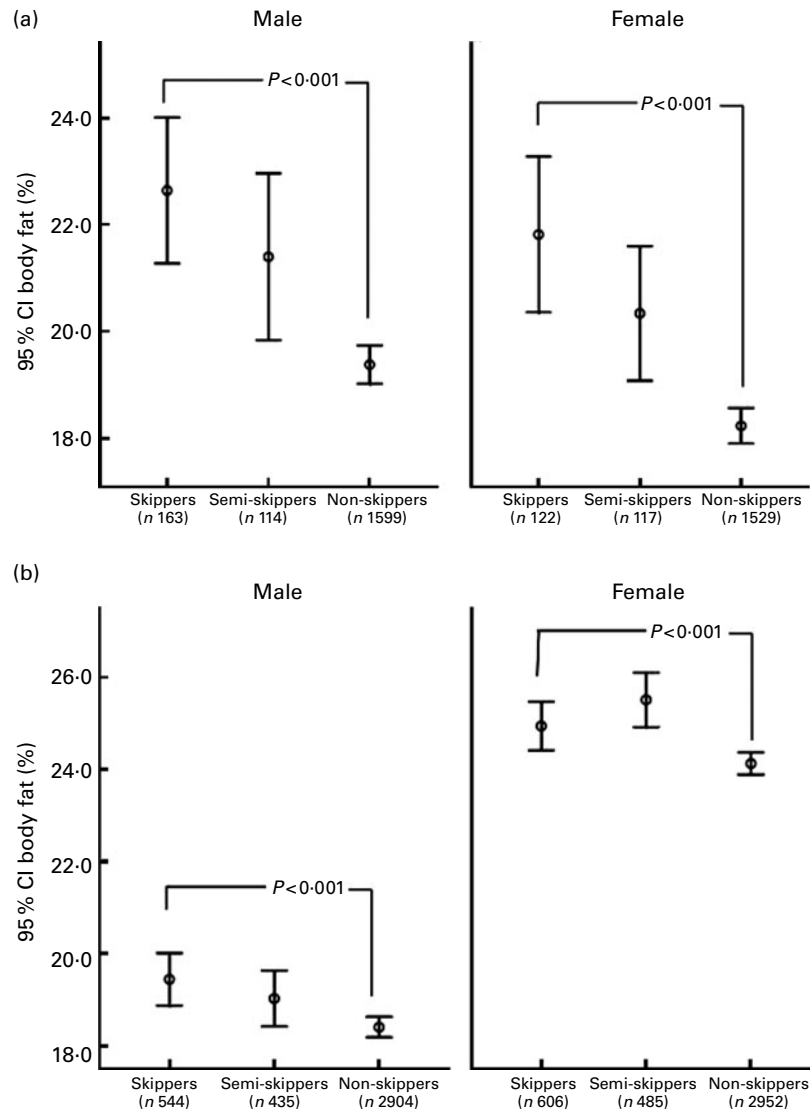 (a)
Male
Female
P<0·001
P<0·001
24·0
22·0
20·0
18·0
95 % CI body fat (%)
Skippers Semi-skippers Non-skippers
(n 163) (n 114) (n 1599)
Skippers Semi-skippers Non-skippers
(n 122) (n 117) (n 1529)
(b)
Male
Female
P<0·001
P<0·001
26·0
24·0
22·0
20·0
18·0
95 % CI body fat (%)
Skippers Semi-skippers Non-skippers
(n 544) (n 435) (n 2904)
Skippers Semi-skippers Non-skippers
(n 606) (n 485) (n 2952)